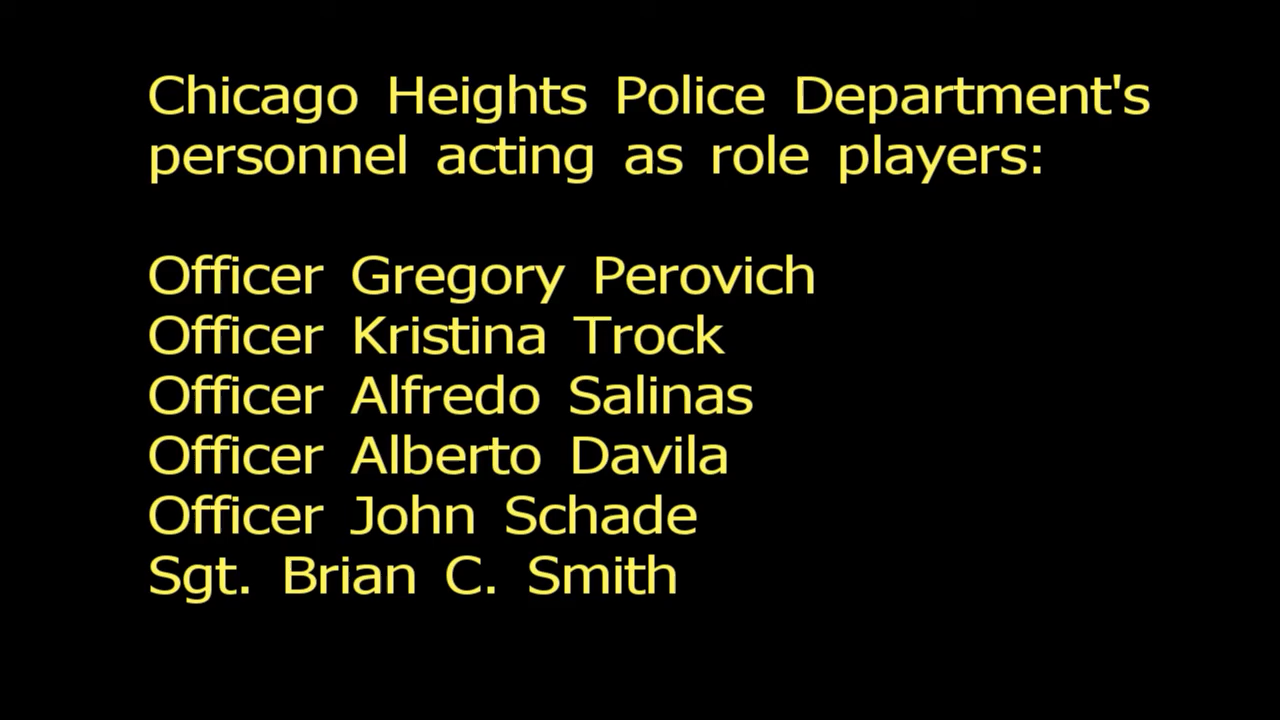 Chicago Heights Police Department's
personnel acting as role players:
Officer Gregory Perovich
Officer Kristina Trock
Officer Alfredo Salinas
Officer Alberto Davila
Officer John Schade
Sgt. Brian C. Smith